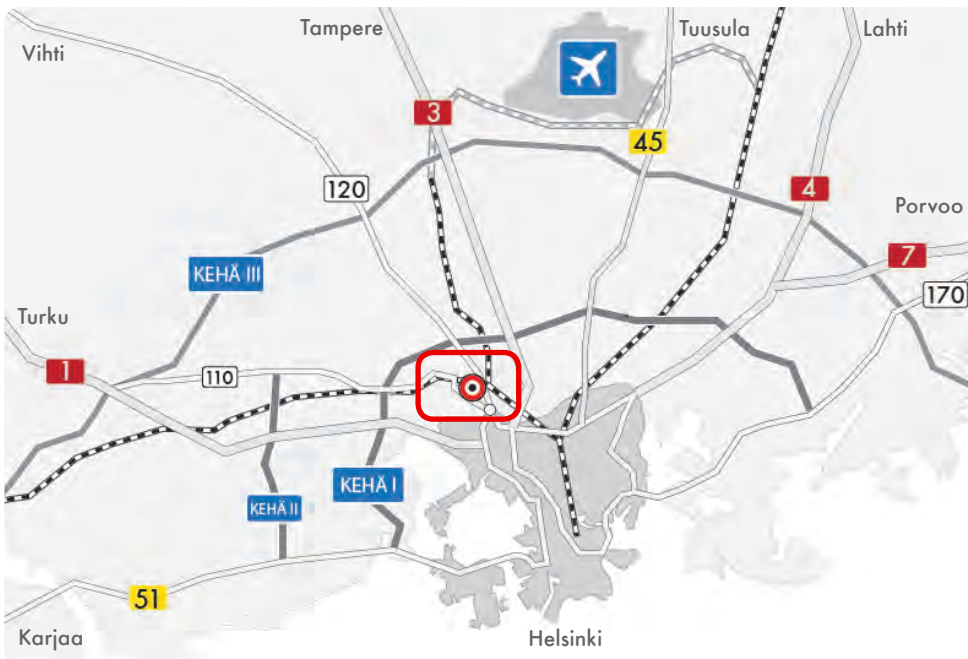 Tampere
Tuusula
Lahti
Vihti
3
45
120
4
Porvoo
7
KEHÄ III
170
Turku
1
110
KEHÄ I
KEHÄ II
51
Karjaa
Helsinki